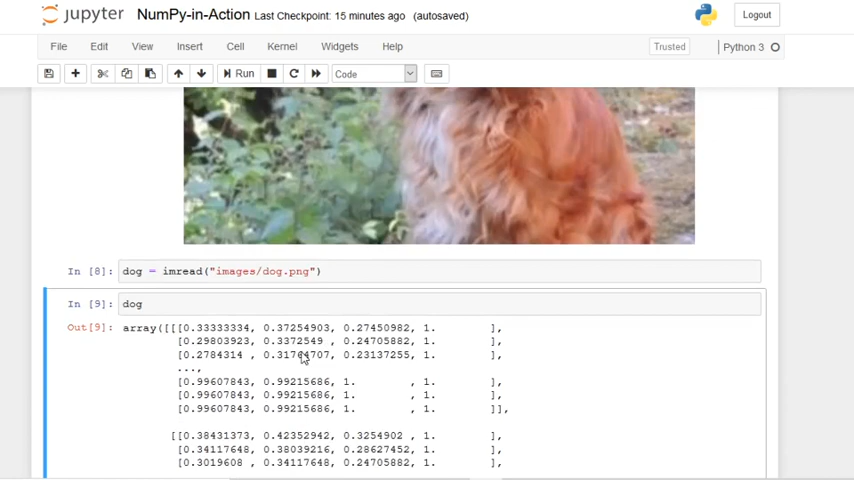 jupyter NumPy-in-Action Last Checkpoint: 15 minutes ago (autosaved) Logout
File Edit View Insert Cell Kernel Widgets Help Trusted Python 3
Run Code
In [8]: dog = imread("images/dog.png")
In [9]: dog
Out[9]: array([[[0.33333334, 0.37254903, 0.27450982, 1. ],
[0.29803923, 0.3372549 , 0.24705882, 1. ],
[0.2784314 , 0.31764707, 0.23137255, 1. ],
...,
[0.99607843, 0.99215686, 1. , 1. ],
[0.99607843, 0.99215686, 1. , 1. ],
[0.99607843, 0.99215686, 1. , 1. ]],
[[0.38431373, 0.42352942, 0.3254902 , 1. ],
[0.34117648, 0.38039216, 0.28627452, 1. ],
[0.3019608 , 0.34117648, 0.24705882, 1. ],